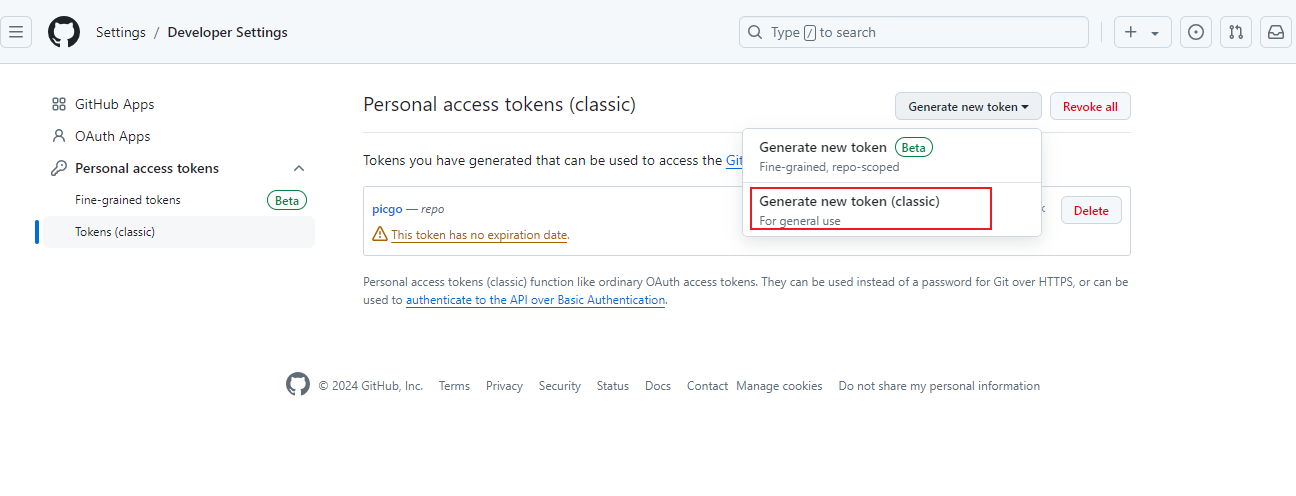 Settings / Developer Settings
Type / to search
GitHub Apps
OAuth Apps
Personal access tokens
Fine-grained tokens Beta
Tokens (classic)
Personal access tokens (classic)
Generate new token
Revoke all
Generate new token Beta
Fine-grained, repo-scoped
Generate new token (classic)
For general use
Tokens you have generated that can be used to access the Git
picgo — repo
Delete
This token has no expiration date.
Personal access tokens (classic) function like ordinary OAuth access tokens. They can be used instead of a password for Git over HTTPS, or can be
used to authenticate to the API over Basic Authentication.
© 2024 GitHub, Inc. Terms Privacy Security Status Docs Contact Manage cookies Do not share my personal information